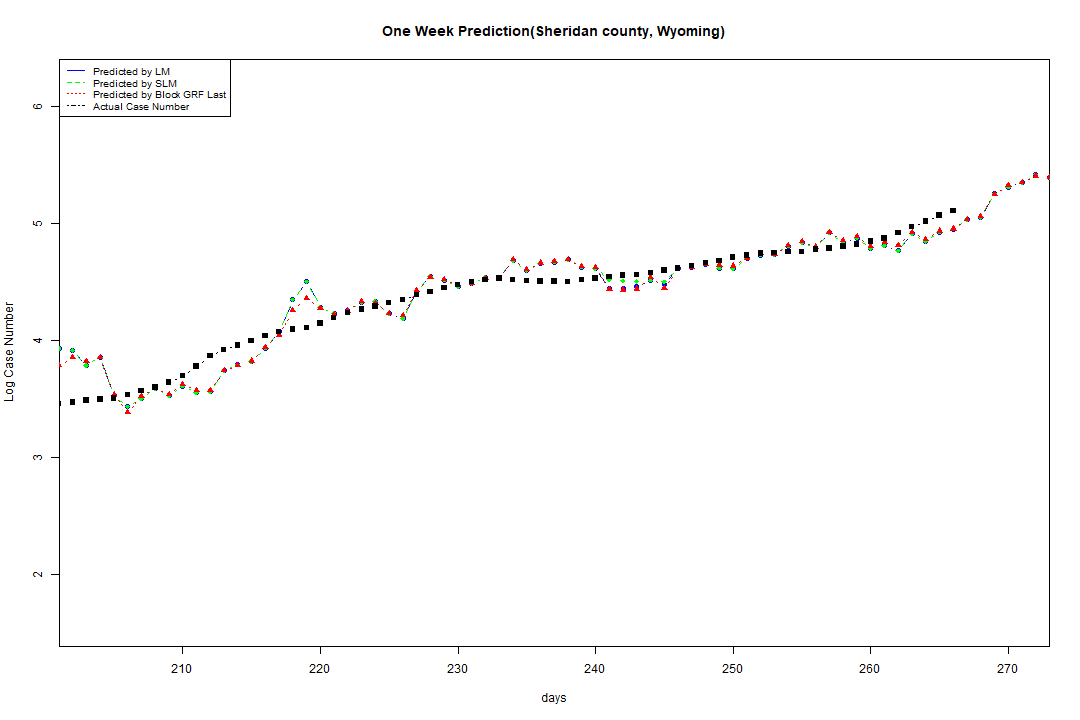 One Week Prediction(Sheridan county, Wyoming)
Predicted by LM
Predicted by SLM
Predicted by Block GRF Last
Actual Case Number
6
5
4
3
2
Log Case Number
210 220 230 240 250 260 270
days